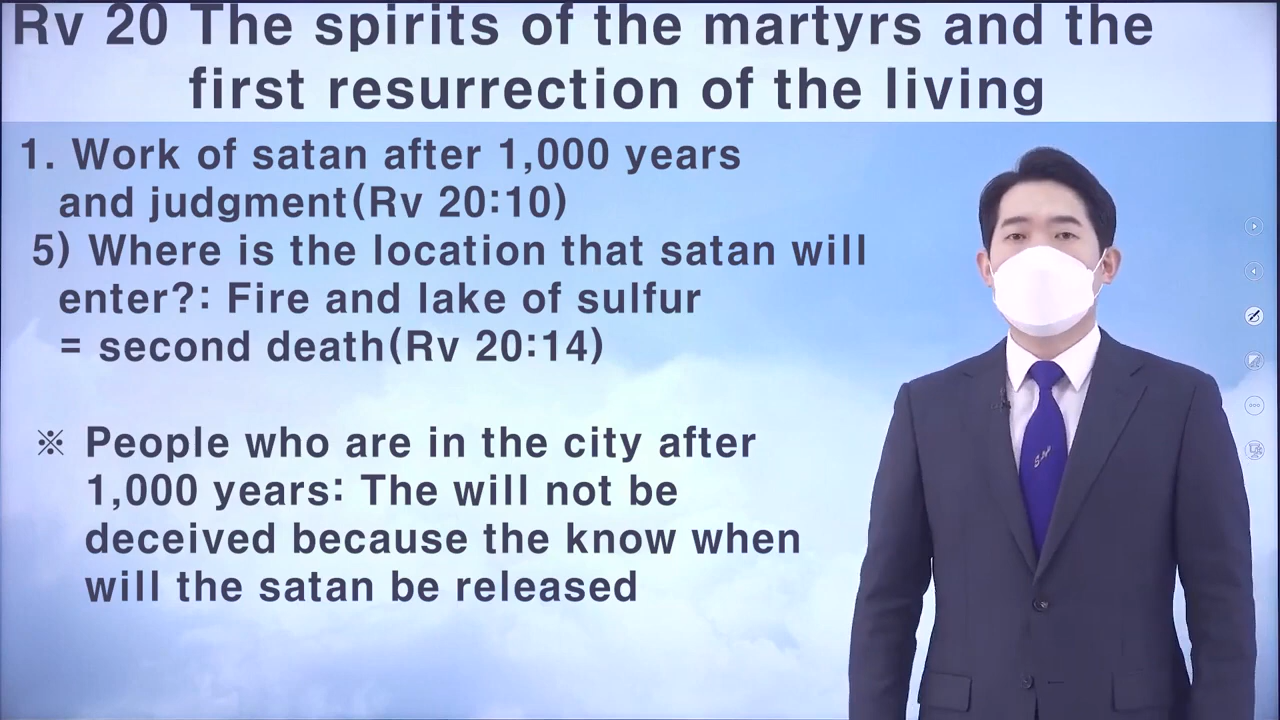 Rv 20 The spirits of the martyrs and the
first resurrection of the living
1. Work of satan after 1,000 years
and judgment(Rv 20:10)
5) Where is the location that satan will
enter?: Fire and lake of sulfur
= second death(Rv 20:14)
※ People who are in the city after
1,000 years: The will not be
deceived because the know when
will the satan be released